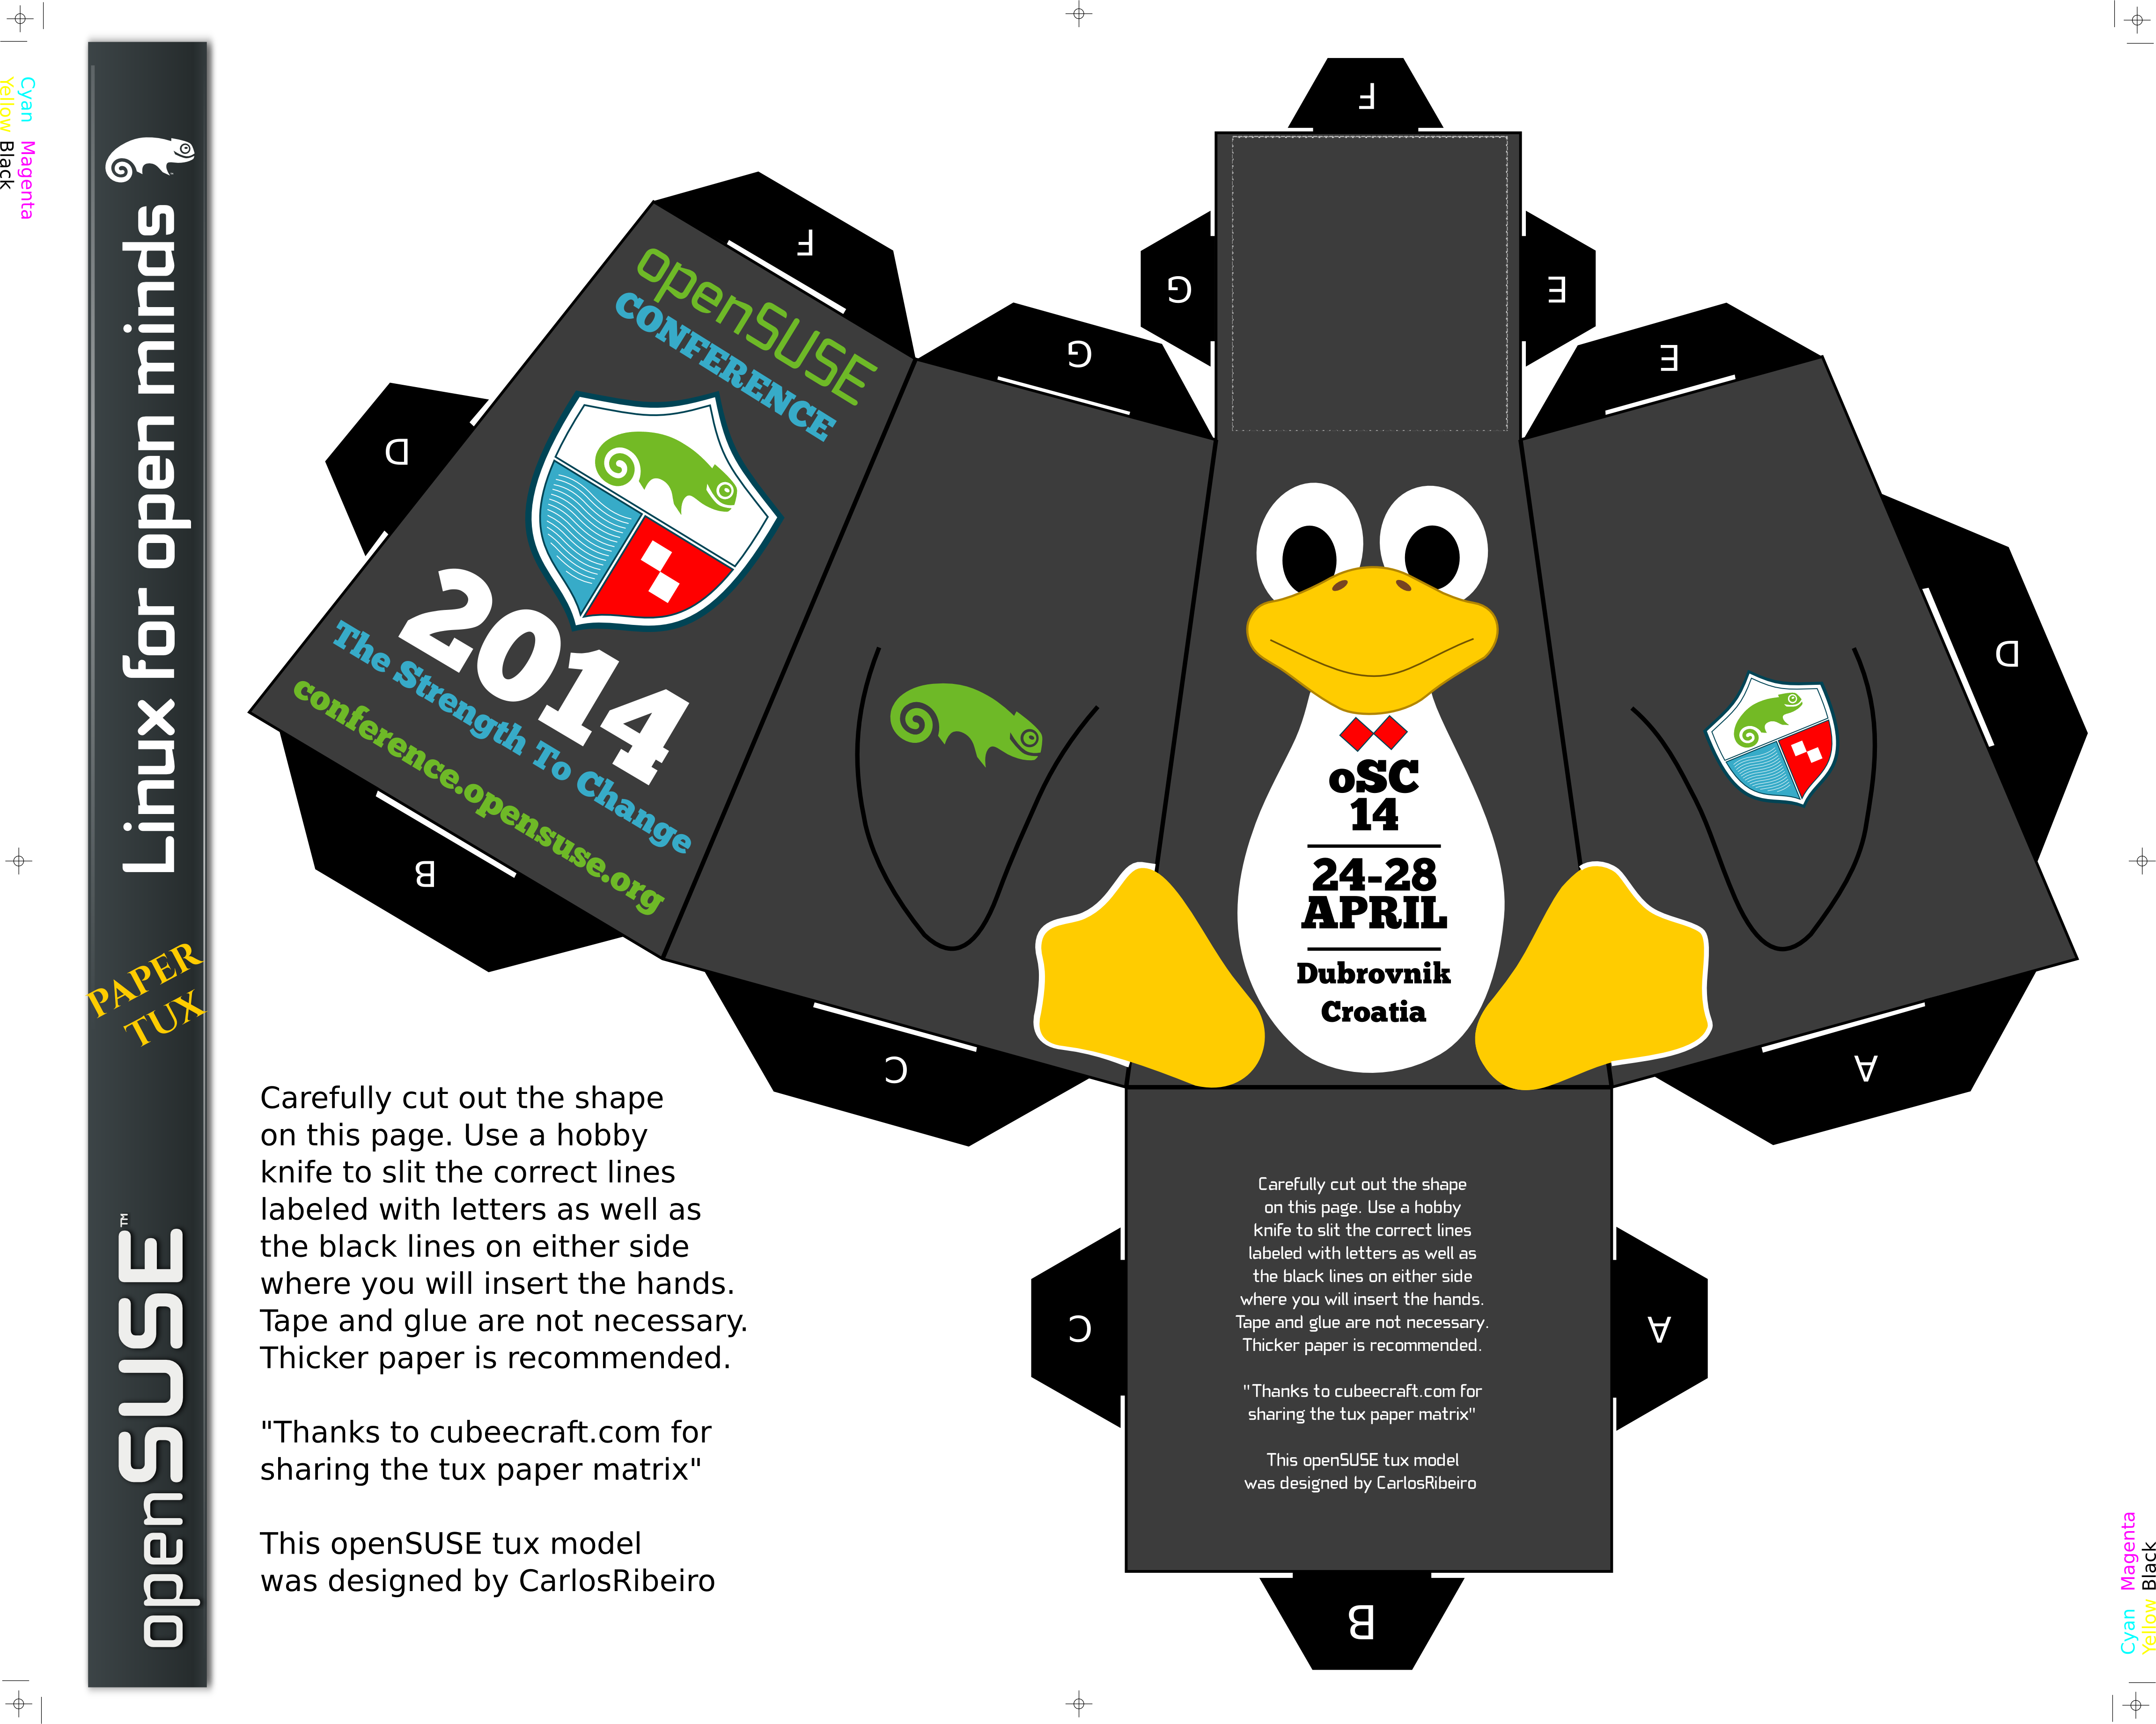 Cyan Magenta
Yellow Black
Linux for open minds
PAPER
TUX
openSUSE™
F
F
G
G
E
E
D
D
openSUSE
CONFERENCE
2014
The Strength To Change
conference.opensuse.org
B
C
A
oSC
14
24-28
APRIL
Dubrovnik
Croatia
Carefully cut out the shape
on this page. Use a hobby
knife to slit the correct lines
labeled with letters as well as
the black lines on either side
where you will insert the hands.
Tape and glue are not necessary.
Thicker paper is recommended.
"Thanks to cubeecraft.com for
sharing the tux paper matrix"
This openSUSE tux model
was designed by CarlosRibeiro
C
A
Carefully cut out the shape
on this page. Use a hobby
knife to slit the correct lines
labeled with letters as well as
the black lines on either side
where you will insert the hands.
Tape and glue are not necessary.
Thicker paper is recommended.
"Thanks to cubeecraft.com for
sharing the tux paper matrix"
This openSUSE tux model
was designed by CarlosRibeiro
B
Cyan Magenta
Yellow Black